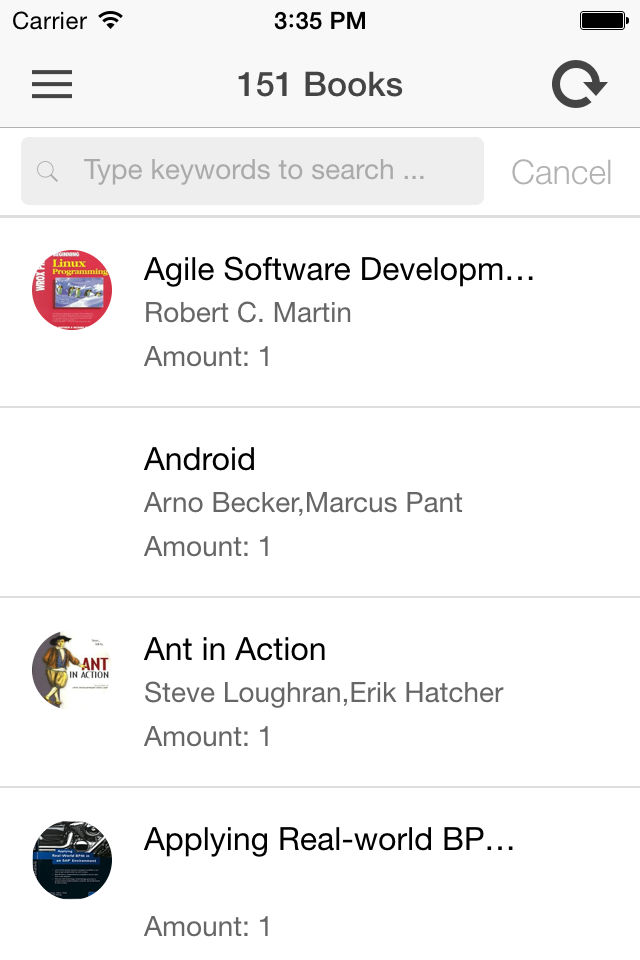 Carrier 3:35 PM
151 Books
Type keywords to search ...
Cancel
BEGINNING
WROX
Linux
Programming
Agile Software Developm...
Robert C. Martin
Amount: 1
Android
Arno Becker,Marcus Pant
Amount: 1
ANT
IN ACTION
Ant in Action
Steve Loughran,Erik Hatcher
Amount: 1
Applying
Real-World BPM in
an SAP Environment
Applying Real-world BP...
Amount: 1